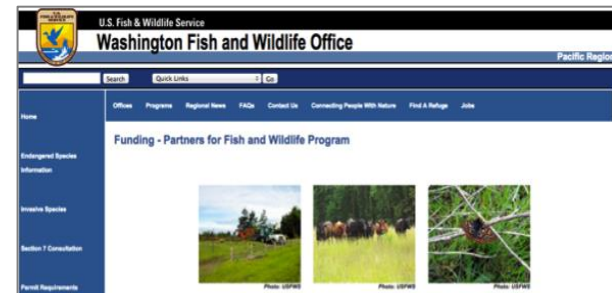 U.S. Fish & Wildlife Service
Washington Fish and Wildlife Office
Pacific Region
Search
Quick Links
Go
Offices Programs Regional News FAQs Contact Us Connecting People With Nature Find A Refuge Jobs
Home
Funding - Partners for Fish and Wildlife Program
Endangered Species
Information
Invasive Species
Section 7 Consultation
Permit Requirements
Photo: USFWS
Photo: USFWS
Photo: USFWS